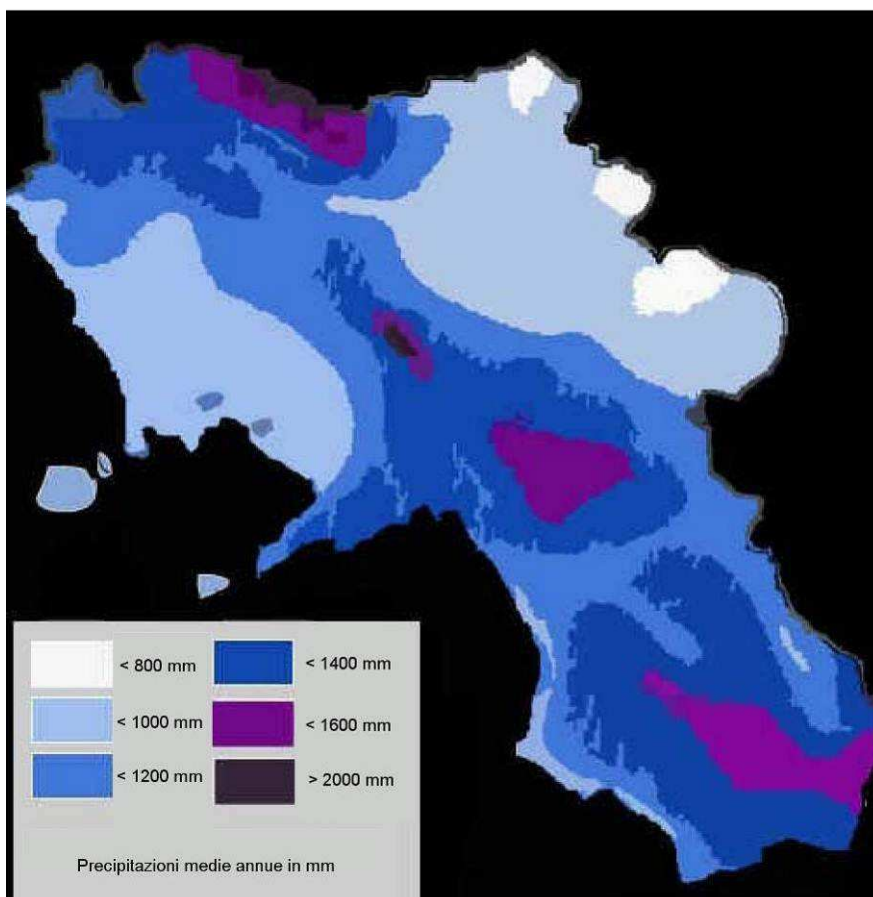 < 800 mm
< 1400 mm
< 1000 mm
< 1600 mm
< 1200 mm
> 2000 mm
Precipitazioni medie annue in mm